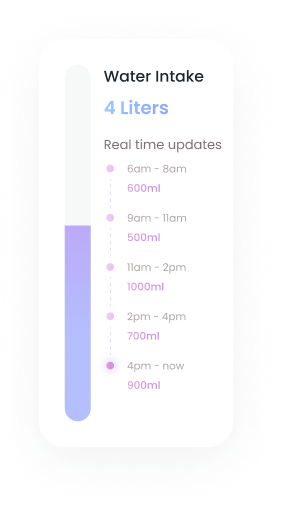 Water Intake
4 Liters
Real time updates
6am - 8am
600ml
9am - 11am
500ml
11am - 2pm
1000ml
2pm - 4pm
700ml
4pm - now
900ml